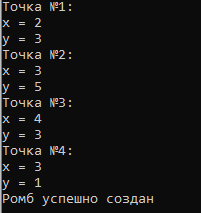 Точка №1:
x = 2
y = 3
Точка №2:
x = 3
y = 5
Точка №3:
x = 4
y = 3
Точка №4:
x = 3
y = 1
Ромб успешно создан